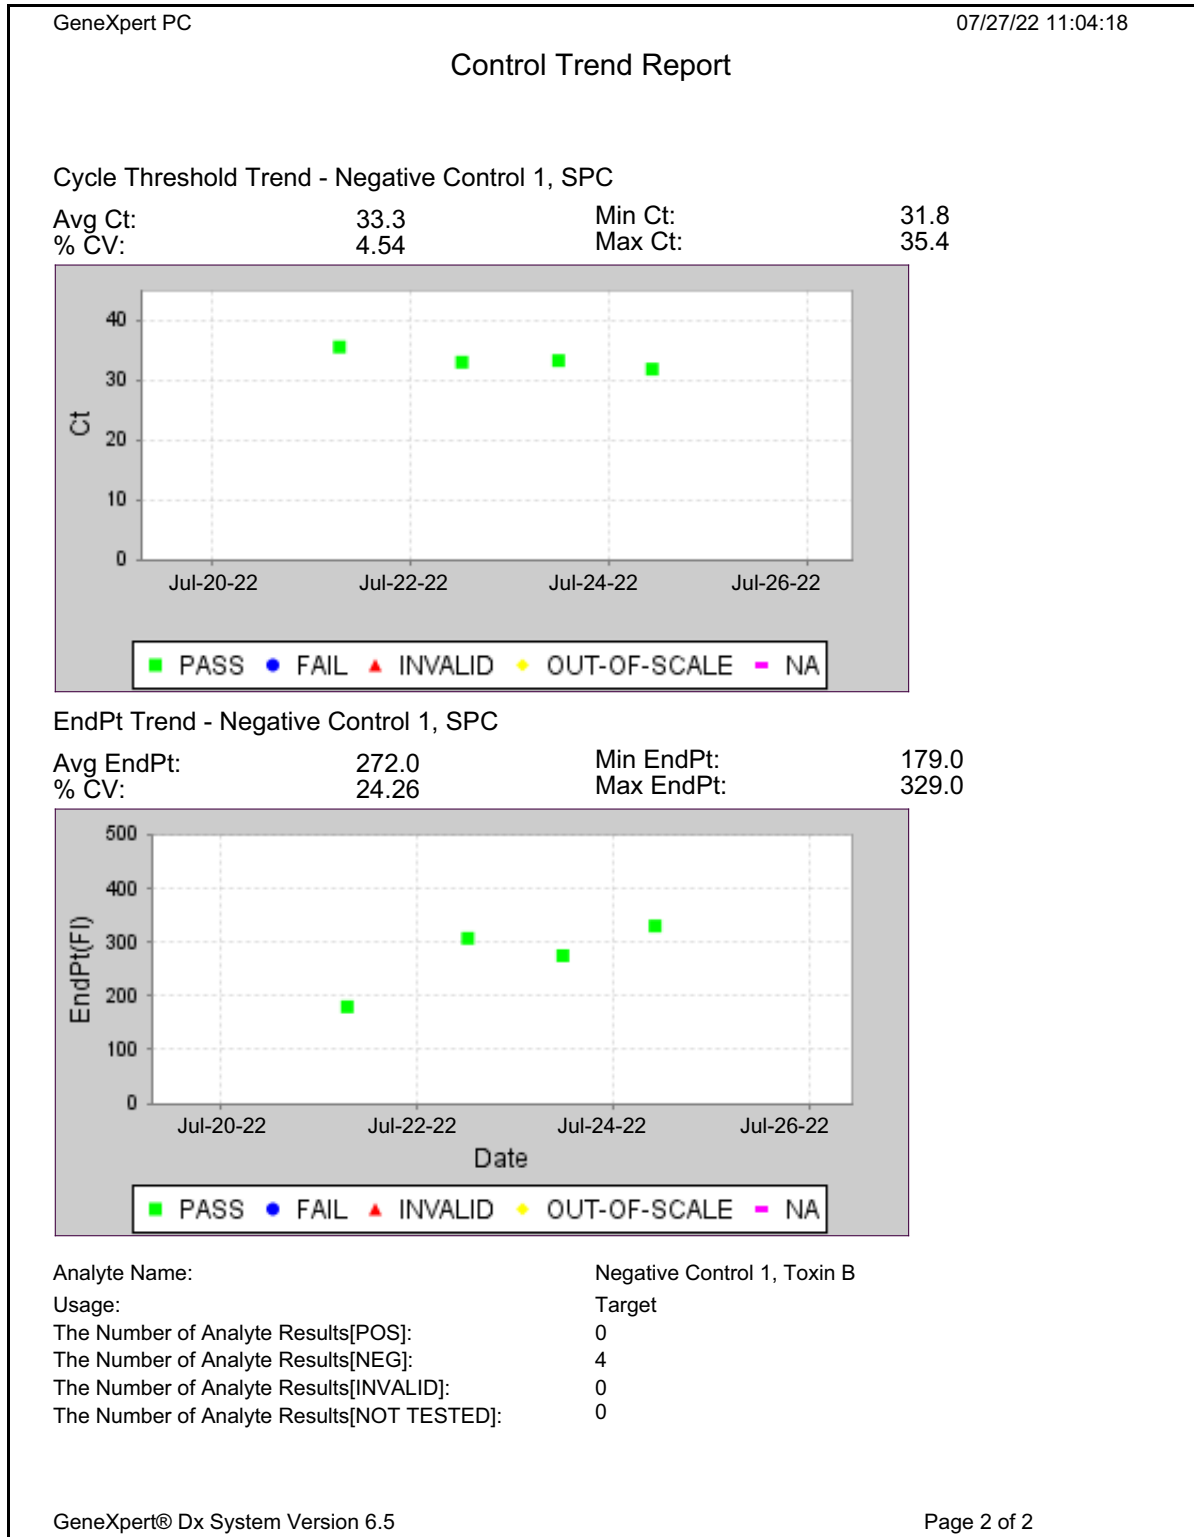 GeneXpert PC 07/27/22 11:04:18
Control Trend Report
Cycle Threshold Trend - Negative Control 1, SPC
Avg Ct: 33.3 Min Ct: 31.8
% CV: 4.54 Max Ct: 35.4
40
30
20
10
0
Ct
Jul-20-22 Jul-22-22 Jul-24-22 Jul-26-22
PASS FAIL INVALID OUT-OF-SCALE NA
EndPt Trend - Negative Control 1, SPC
Avg EndPt: 272.0 Min EndPt: 179.0
% CV: 24.26 Max EndPt: 329.0
500
400
300
200
100
0
EndPt(Fl)
Jul-20-22 Jul-22-22 Jul-24-22 Jul-26-22
Date
PASS FAIL INVALID OUT-OF-SCALE NA
Analyte Name: Negative Control 1, Toxin B
Usage: Target
The Number of Analyte Results[POS]: 0
The Number of Analyte Results[NEG]: 4
The Number of Analyte Results[INVALID]: 0
The Number of Analyte Results[NOT TESTED]: 0
GeneXpert® Dx System Version 6.5 Page 2 of 2